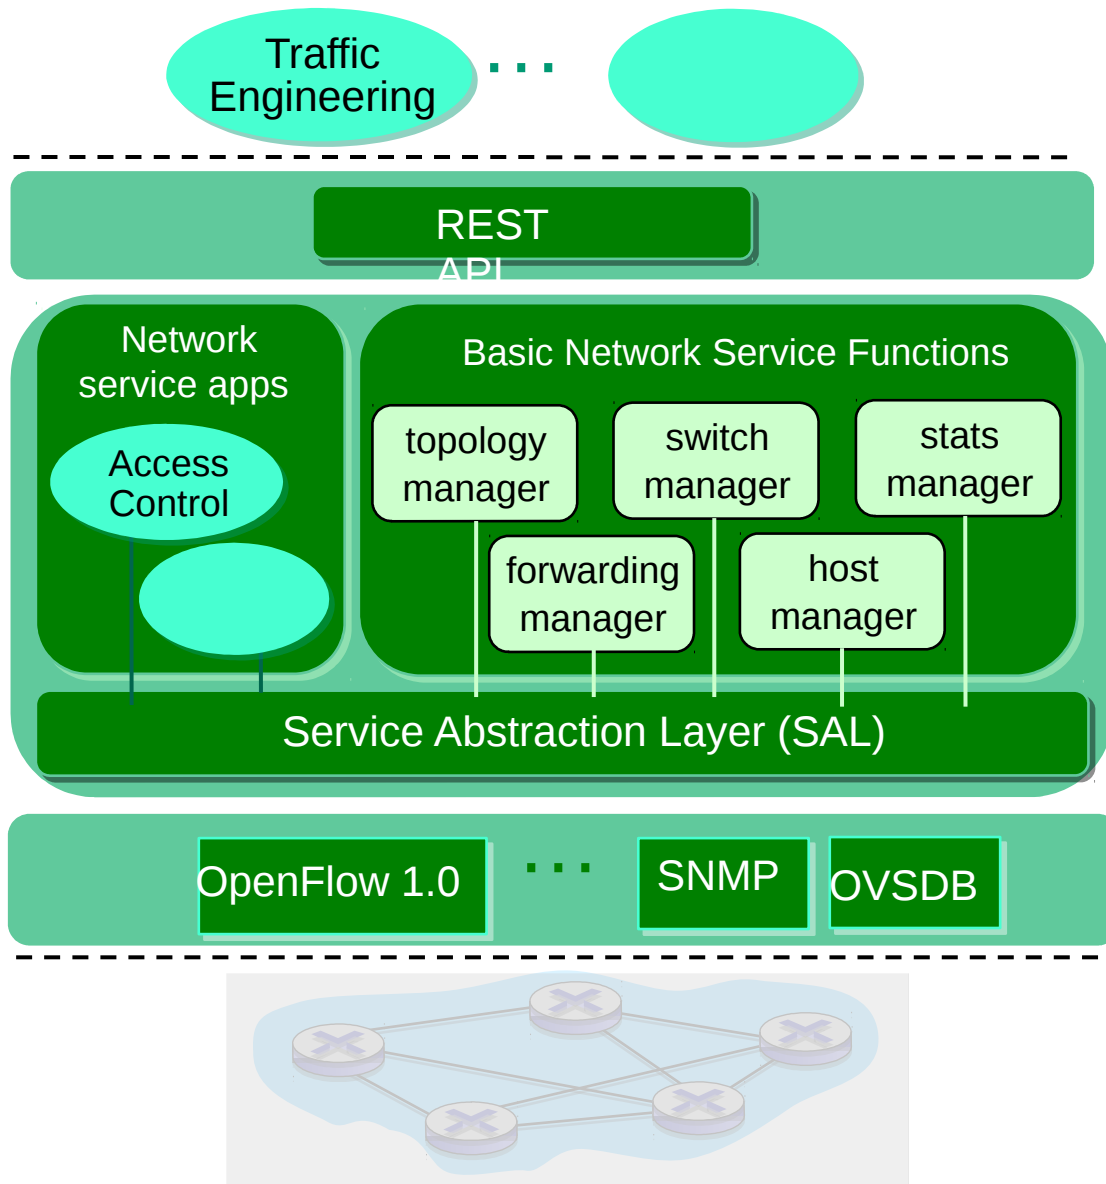 Traffic
Engineering
...
REST
API
Network
service apps
Basic Network Service Functions
Access
Control
topology
manager
switch
manager
stats
manager
forwarding
manager
host
manager
Service Abstraction Layer (SAL)
OpenFlow 1.0
...
SNMP
OVSDB